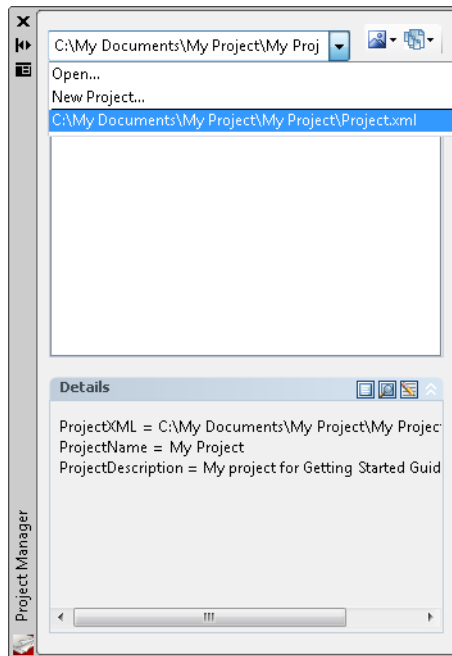 C:\My Documents\My Project\My Proj
Open...
New Project...
C:\My Documents\My Project\My Project\Project.xml
Details
ProjectXML = C:\My Documents\My Project\My Projec
ProjectName = My Project
ProjectDescription = My project for Getting Started Guid
Project Manager